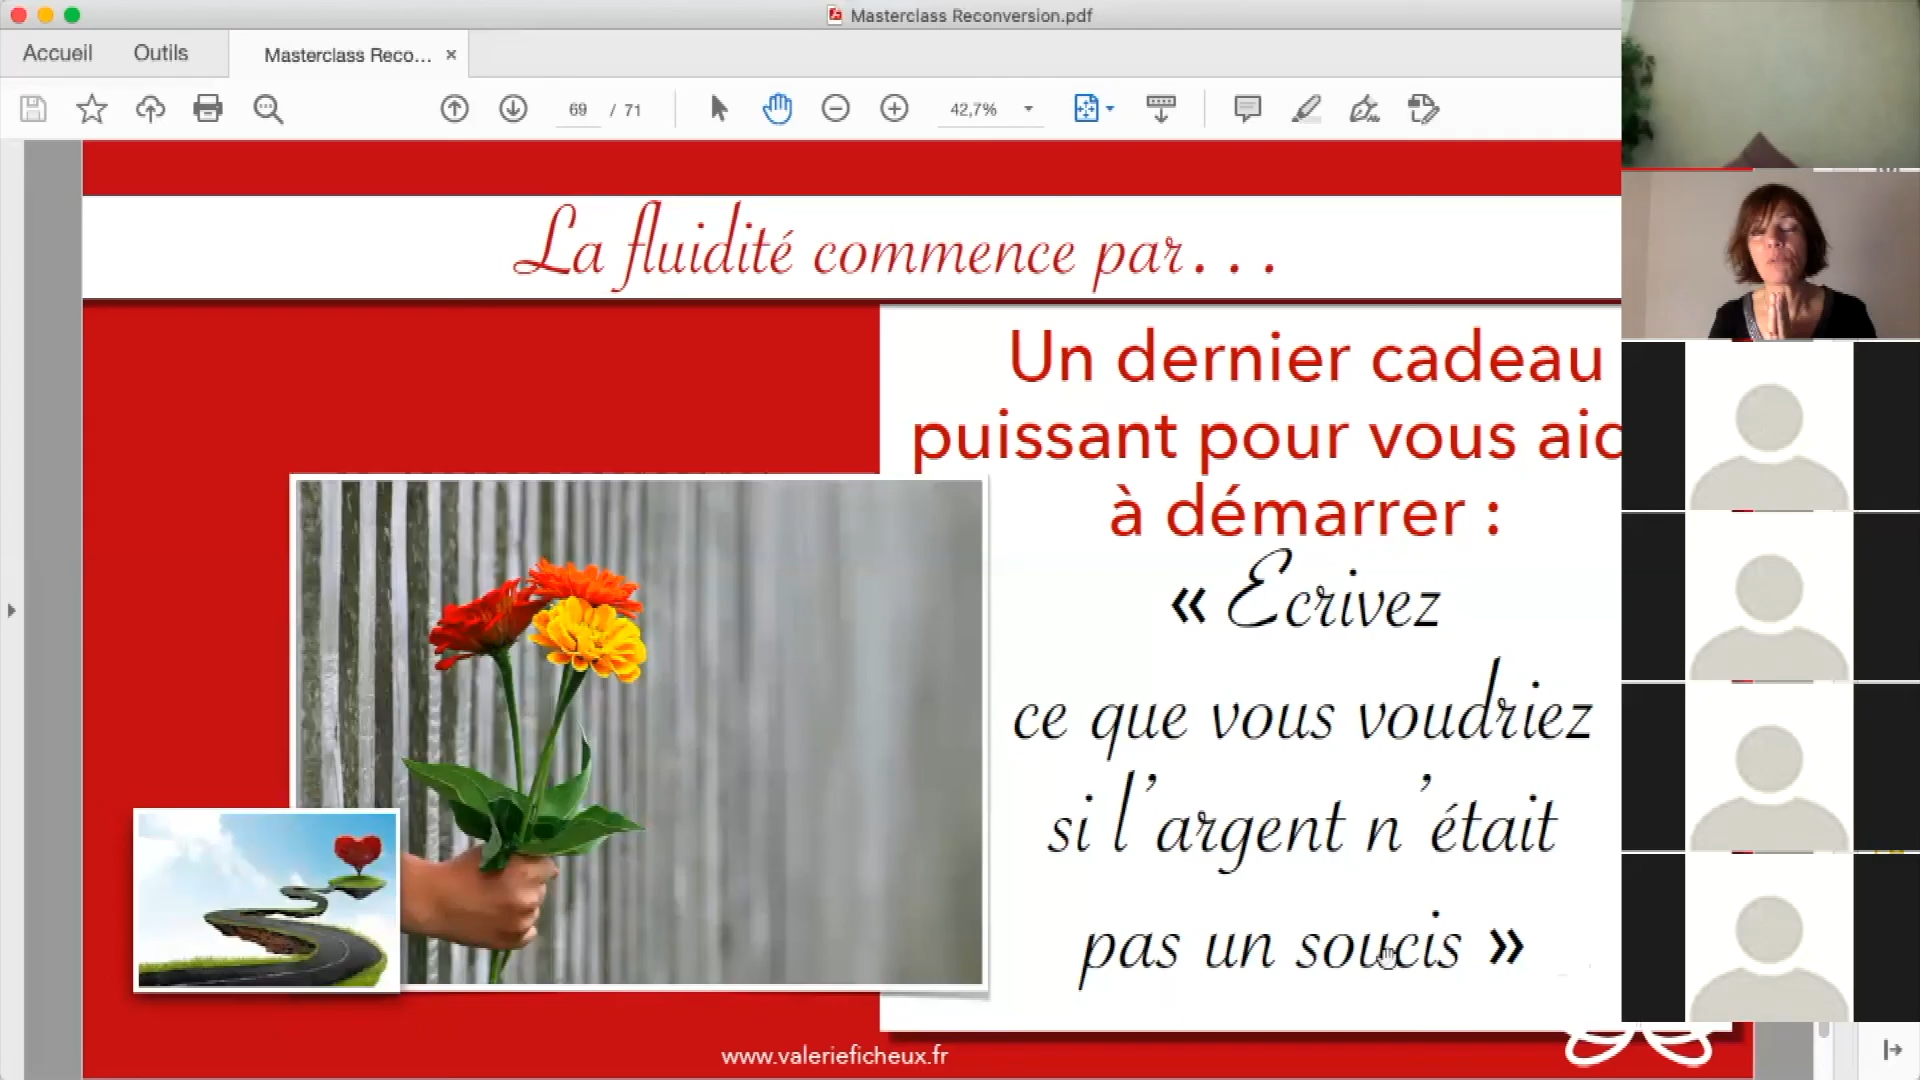 Masterclass Reconversion.pdf
Accueil
Outils
Masterclass Reco...
69 / 71
42,7%
La fluidité commence par...
Un dernier cadeau
puissant pour vous
à démarrer :
« Ecrivez
ce que vous voudriez
si l'argent n'était
pas un soucis »
www.valerieficheux.fr